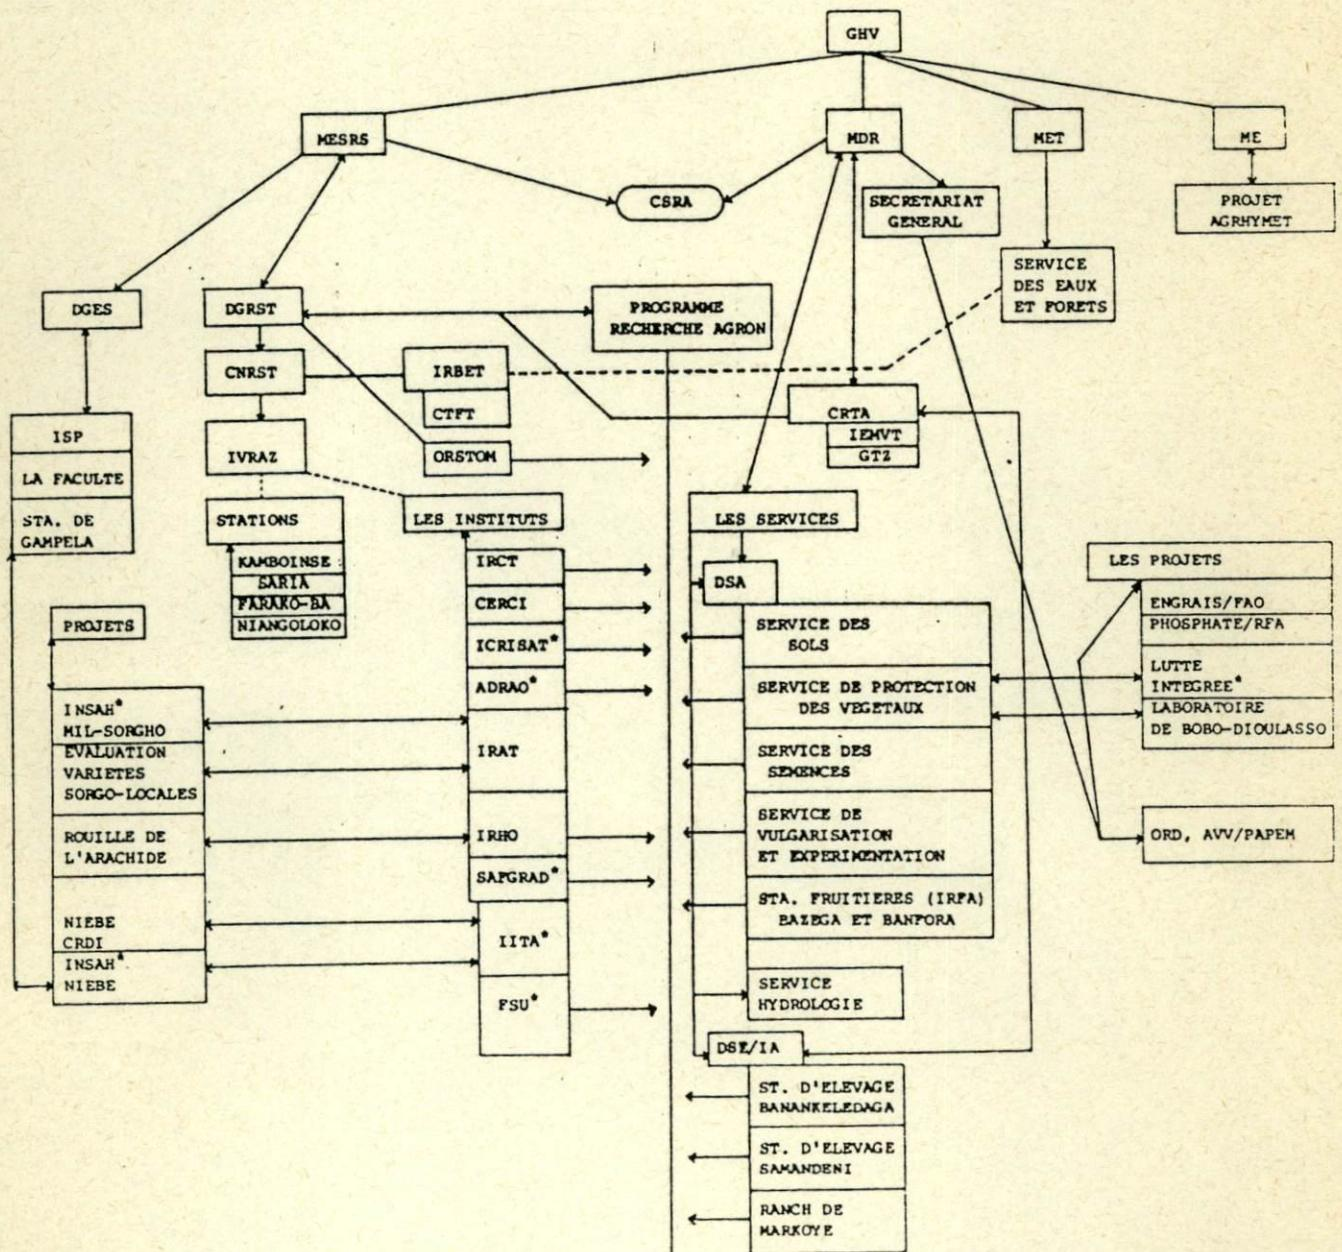 GHV
MESRS
MDR
MET
ME
CSRA
SECRETARIAT
GENERAL
PROJET
AGRHYMET
SERVICE
DES EAUX
ET FORETS
DGES
DGRST
PROGRAMME
RECHERCHE AGRON
CNRST
IRBET
CTFT
CRTA
IEMVT
GTZ
ISP
LA FACULTE
STA. DE
GAMPELA
IVRAZ
ORSTOM
STATIONS
KAMBOINSE
SARIA
FARAKO-BA
NIANGOLOKO
LES INSTITUTS
IRCT
CERCI
ICRISAT*
ADRAO*
IRAT
IRHO
SAFGRAD*
IITA*
FSU*
PROJETS
INSAH*
MIL-SORGHO
EVALUATION
VARIETES
SORGO-LOCALES
ROUILLE DE
L'ARACHIDE
NIEBE
CRDI
INSAH*
NIEBE
LES SERVICES
DSA
SERVICE DES
SOLS
SERVICE DE PROTECTION
DES VEGETAUX
SERVICE DES
SEMENCES
SERVICE DE
VULGARISATION
ET EXPERIMENTATION
STA. FRUITIERES (IRFA)
BAZEGA ET BANFORA
SERVICE
HYDROLOGIE
DSE/IA
ST. D'ELEVAGE
BANANKELEDAGA
ST. D'ELEVAGE
SAMANDENI
RANCH DE
MARKOYE
LES PROJETS
ENGRAIS/FAO
PHOSPHATE/RFA
LUTTE
INTEGREE*
LABORATOIRE
DE BOBO-DIOULASSO
ORD, AVV/PAPEM